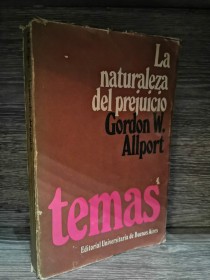 La
naturaleza
del prejuicio
Gordon W.
Allport
temas
Editorial Universitaria de Buenos Aires